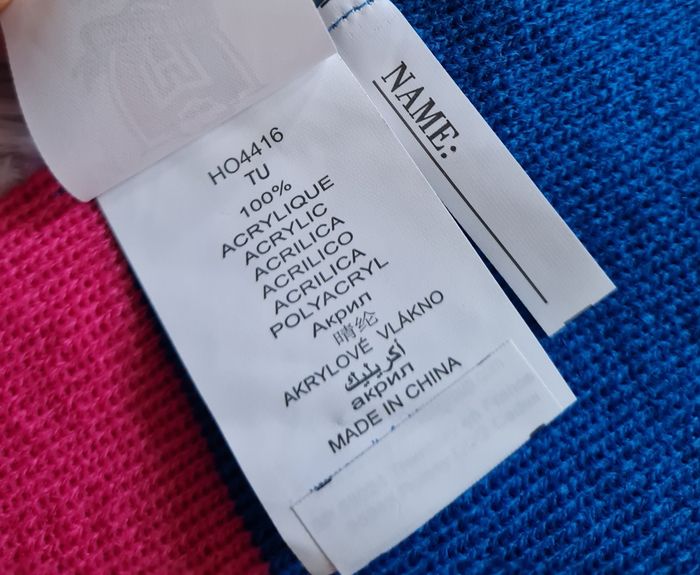 HO4416
TU
100%
ACRYLIQUE
ACRYLIC
ACRILICA
ACRILICO
ACRILICA
POLYACRYL
Акрил
晴纶
AKRYLOVÉ VLÁKNO
أكريليك
акрил
MADE IN CHINA
NAME: